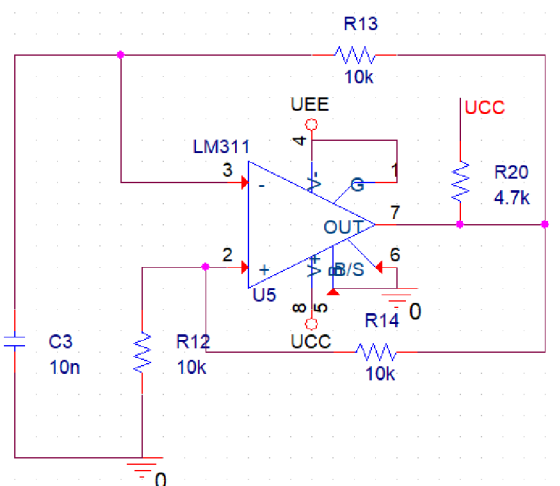 R13
10k
UEE
UCC
4
LM311
1
3
-
V-
G
R20
4.7k
7
OUT
2
+
V+
B
B/S
6
U5
8
5
0
UCC
R14
10k
C3
10n
R12
10k
0